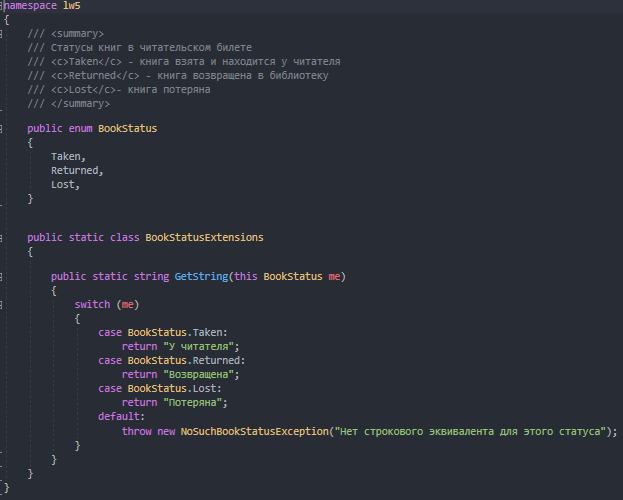 namespace lw5
{
/// <summary>
/// Статусы книг в читательском билете
/// <c>Taken</c> - книга взята и находится у читателя
/// <c>Returned</c> - книга возвращена в библиотеку
/// <c>Lost</c>- книга потеряна
/// </summary>
public enum BookStatus
{
Taken,
Returned,
Lost,
}
public static class BookStatusExtensions
{
public static string GetString(this BookStatus me)
{
switch (me)
{
case BookStatus.Taken:
return "У читателя";
case BookStatus.Returned:
return "Возвращена";
case BookStatus.Lost:
return "Потеряна";
default:
throw new NoSuchBookStatusException("Нет строкового эквивалента для этого статуса");
}
}
}
}